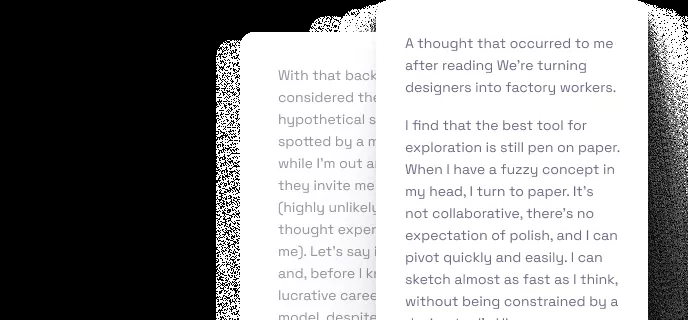 With that back
considered the
hypothetical s
spotted by a m
while I'm out a
they invite me
(highly unlikely
thought exper
me). Let's say i
and, before I k
lucrative caree
model, despite
A thought that occurred to me
after reading We're turning
designers into factory workers.
I find that the best tool for
exploration is still pen on paper.
When I have a fuzzy concept in
my head, I turn to paper. It's
not collaborative, there's no
expectation of polish, and I can
pivot quickly and easily. I can
sketch almost as fast as I think,
without being constrained by a